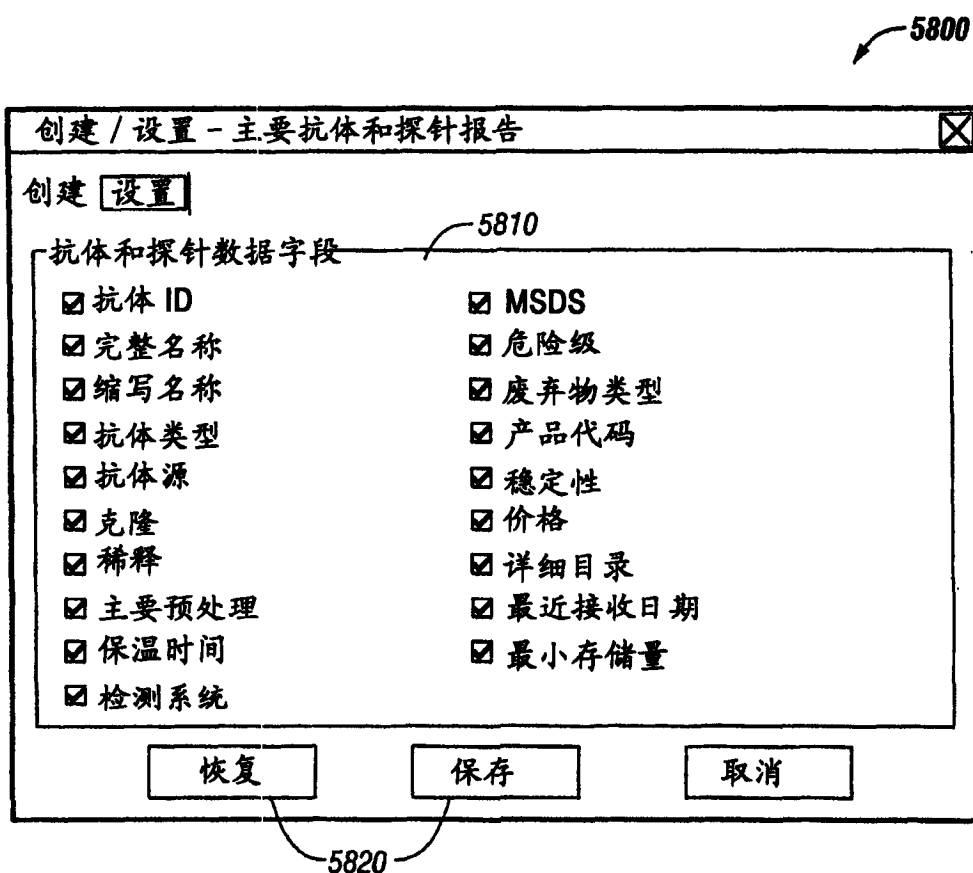 5800
创建 / 设置 - 主要抗体和探针报告
创建 设置
5810
抗体和探针数据字段
抗体 ID
MSDS
完整名称
危险级
缩写名称
废弃物类型
抗体类型
产品代码
抗体源
稳定性
克隆
价格
稀释
详细目录
主要预处理
最近接收日期
保温时间
最小存储量
检测系统
恢复 保存 取消
5820